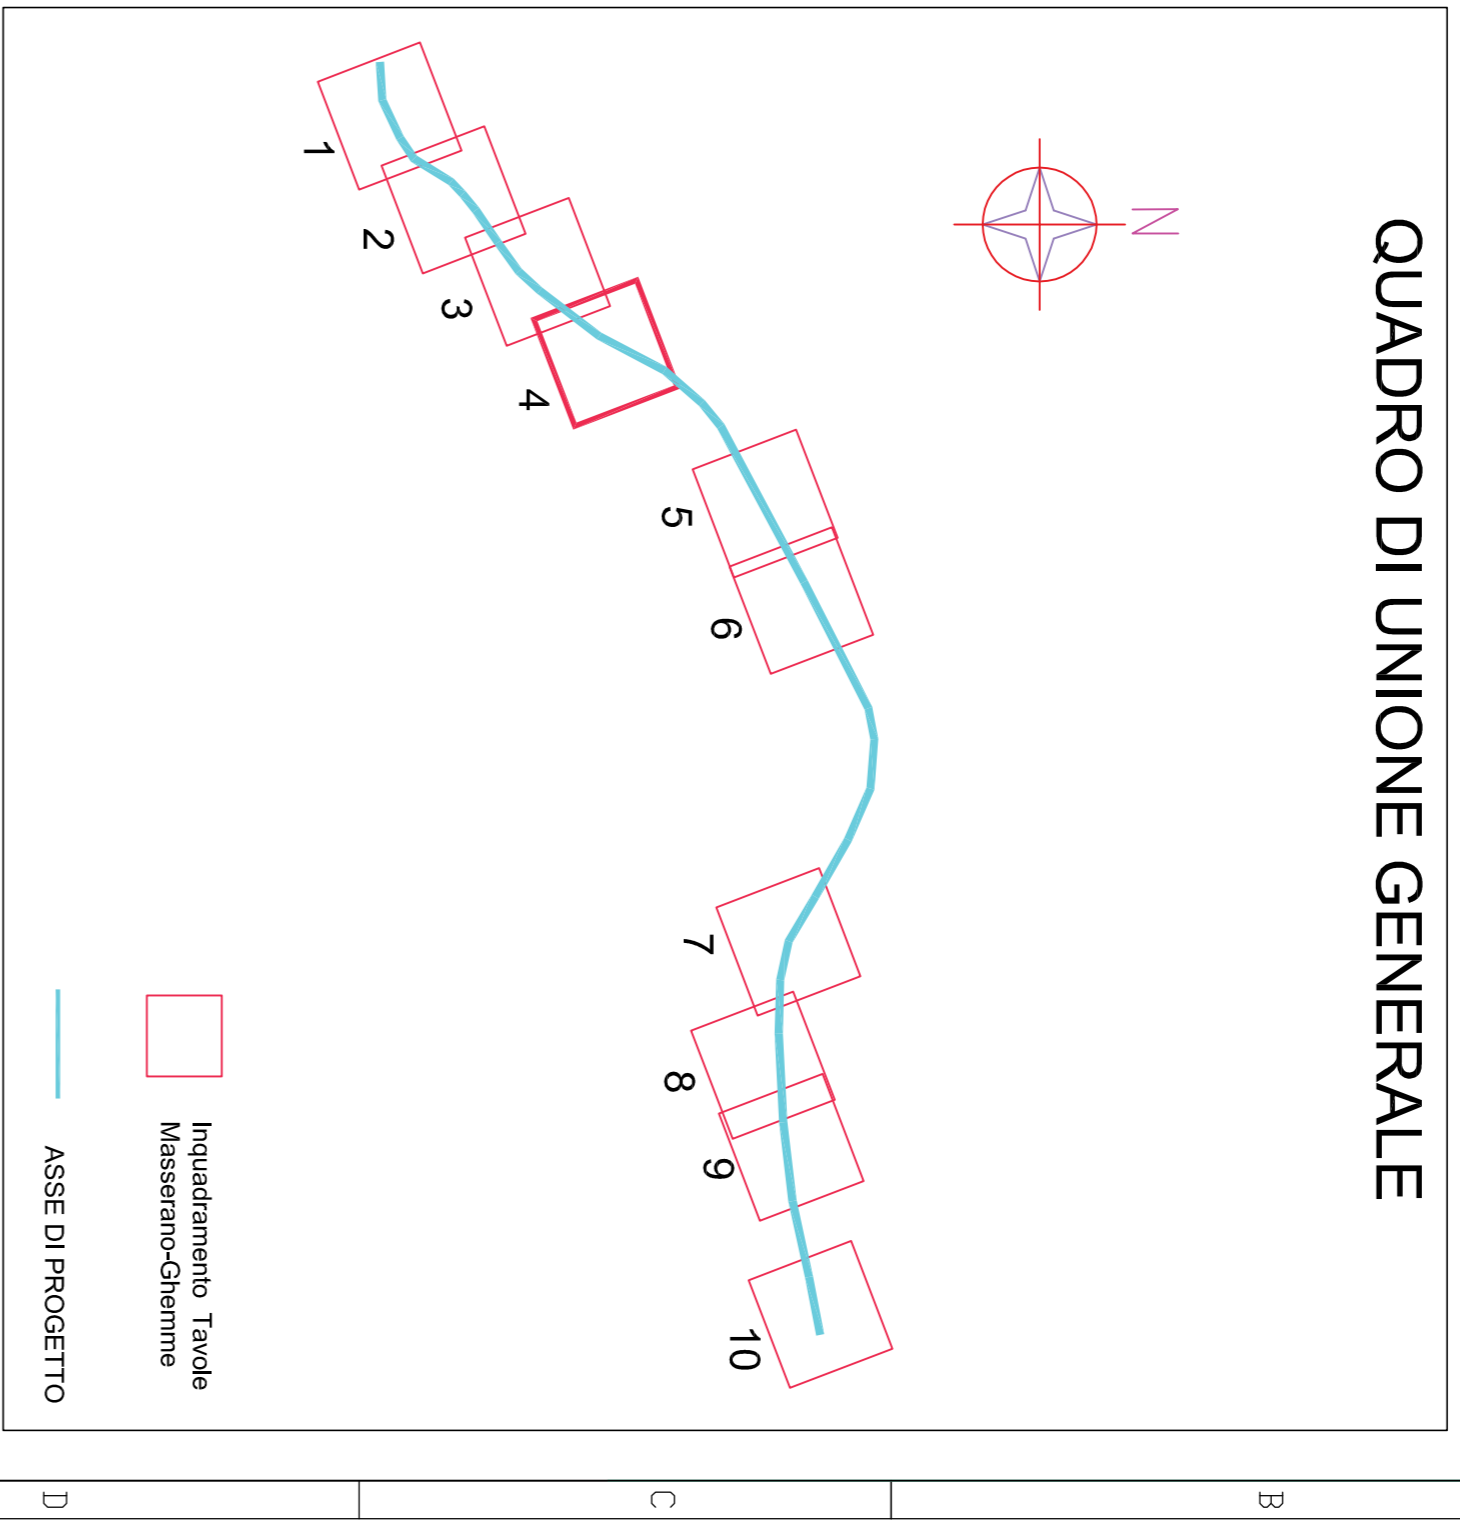 QUADRO DI UNIONE GENERALE
N
1
2
3
4
5
6
7
8
9
10
Inquadramento Tavole
Masserano-Ghemme
ASSE DI PROGETTO
B
C
D